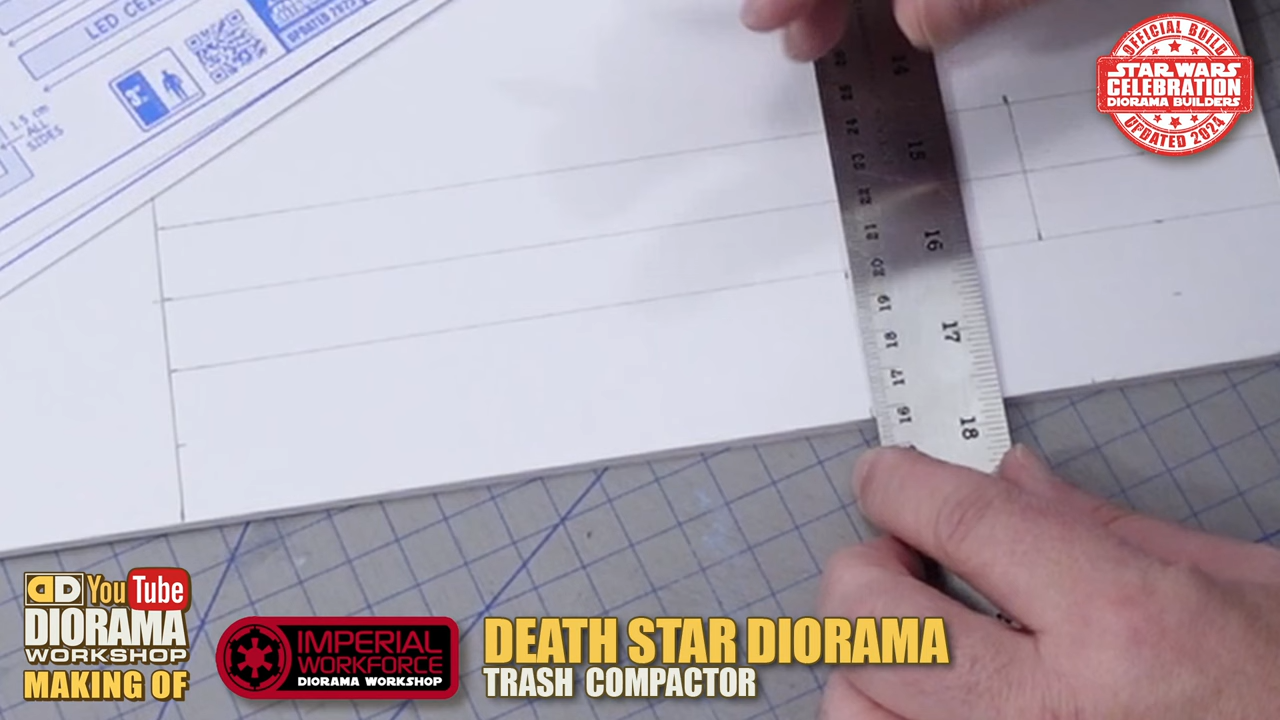 LED CEI
UPDATED
1.5 cm
ALL
SIDES
OFFICIAL BUILD
STAR WARS
CELEBRATION
DIORAMA BUILDERS
UPDATED 2024
14
15
16
17
18
25
24
23
22
21
20
19
18
17
16
DD YouTube
DIORAMA
WORKSHOP
MAKING OF
IMPERIAL
WORKFORCE
DIORAMA WORKSHOP
DEATH STAR DIORAMA
TRASH COMPACTOR